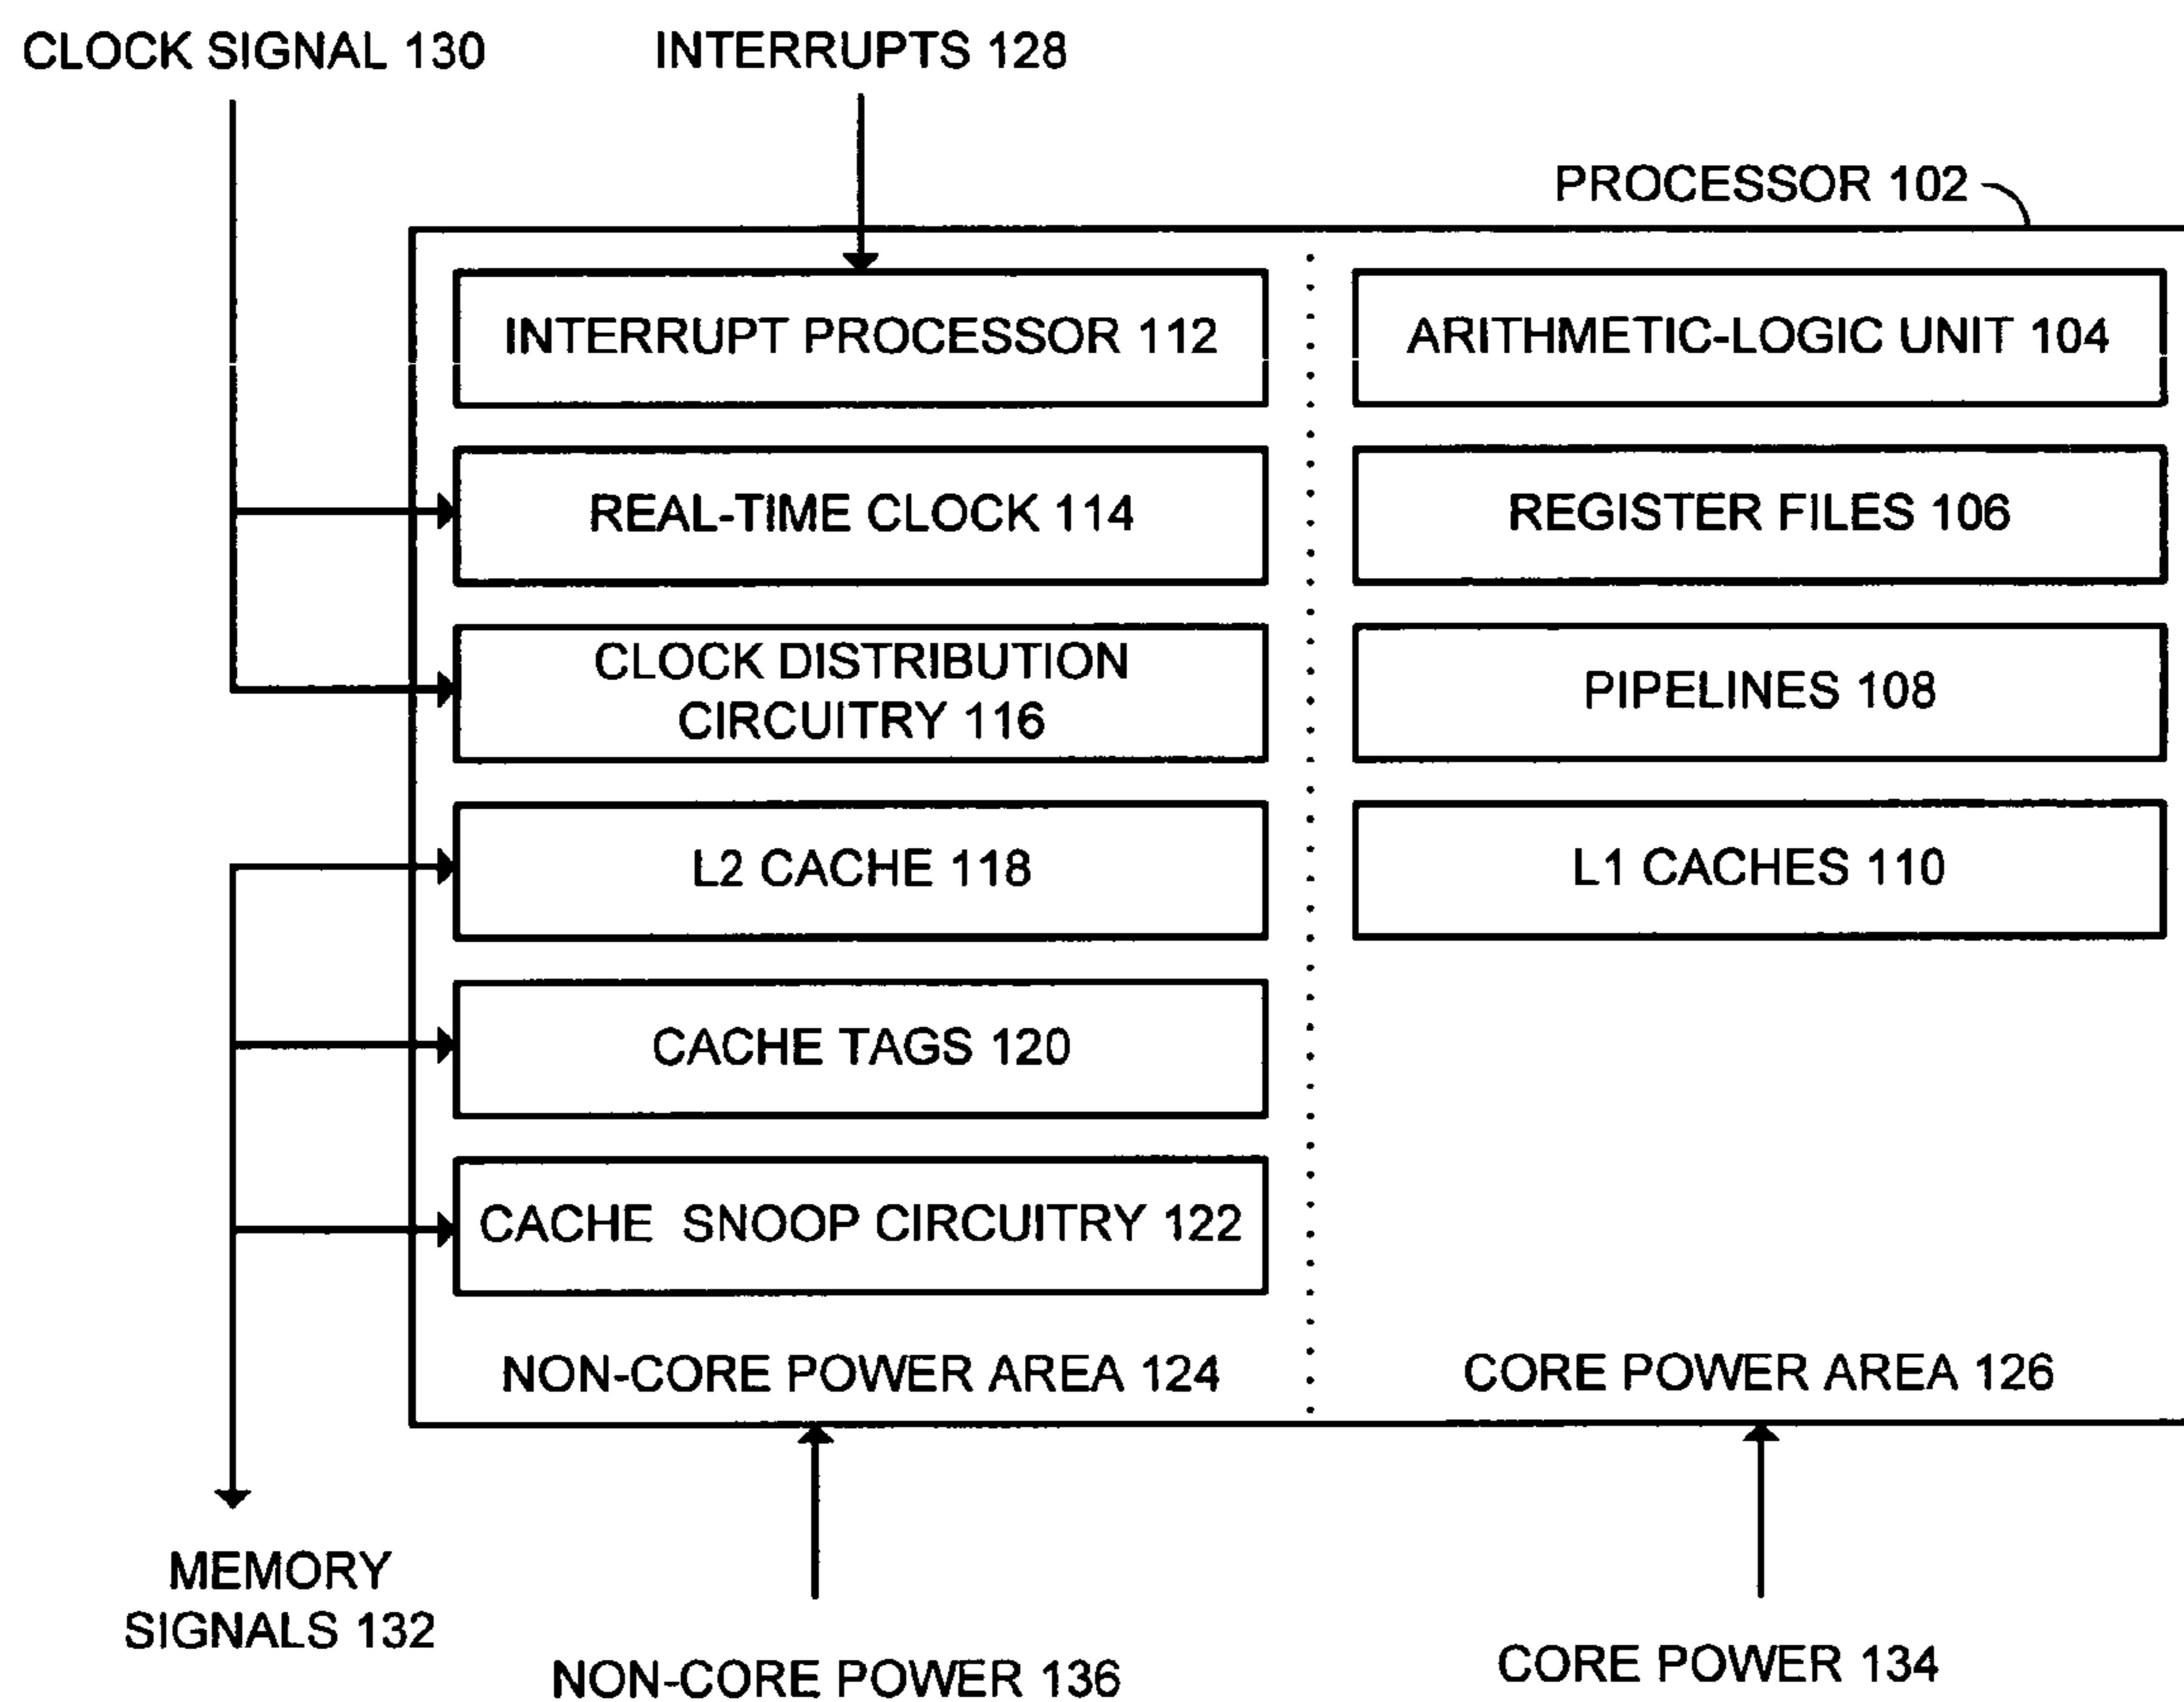 CLOCK SIGNAL 130
INTERRUPTS 128
PROCESSOR 102
INTERRUPT PROCESSOR 112
ARITHMETIC-LOGIC UNIT 104
REAL-TIME CLOCK 114
REGISTER FILES 106
CLOCK DISTRIBUTION
CIRCUITRY 116
PIPELINES 108
L2 CACHE 118
L1 CACHES 110
CACHE TAGS 120
CACHE SNOOP CIRCUITRY 122
NON-CORE POWER AREA 124
CORE POWER AREA 126
MEMORY
SIGNALS 132
NON-CORE POWER 136
CORE POWER 134